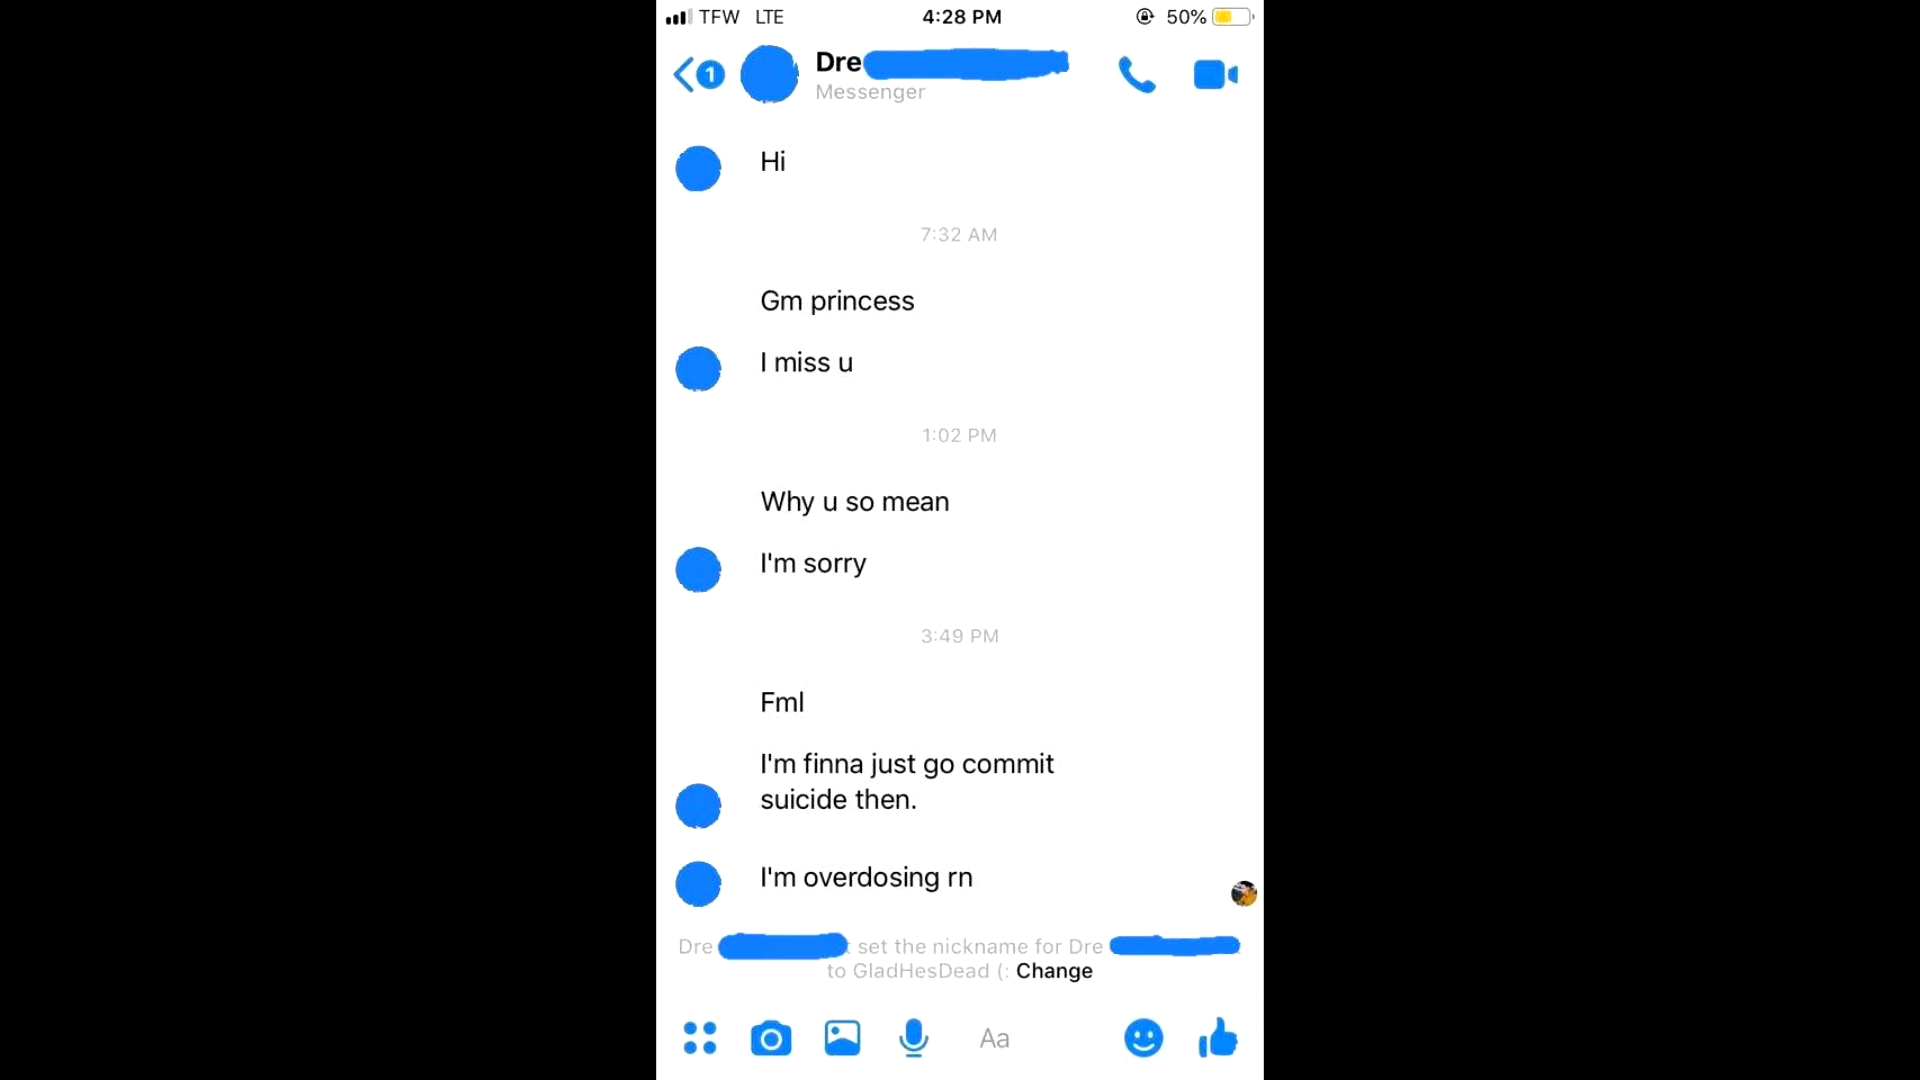 TFW LTE 4:28 PM 50%
1 Dre
Messenger
Hi
7:32 AM
Gm princess
I miss u
1:02 PM
Why u so mean
I'm sorry
3:49 PM
Fml
I'm finna just go commit
suicide then.
I'm overdosing rn
Dre set the nickname for Dre
to GladHesDead (: Change
Aa